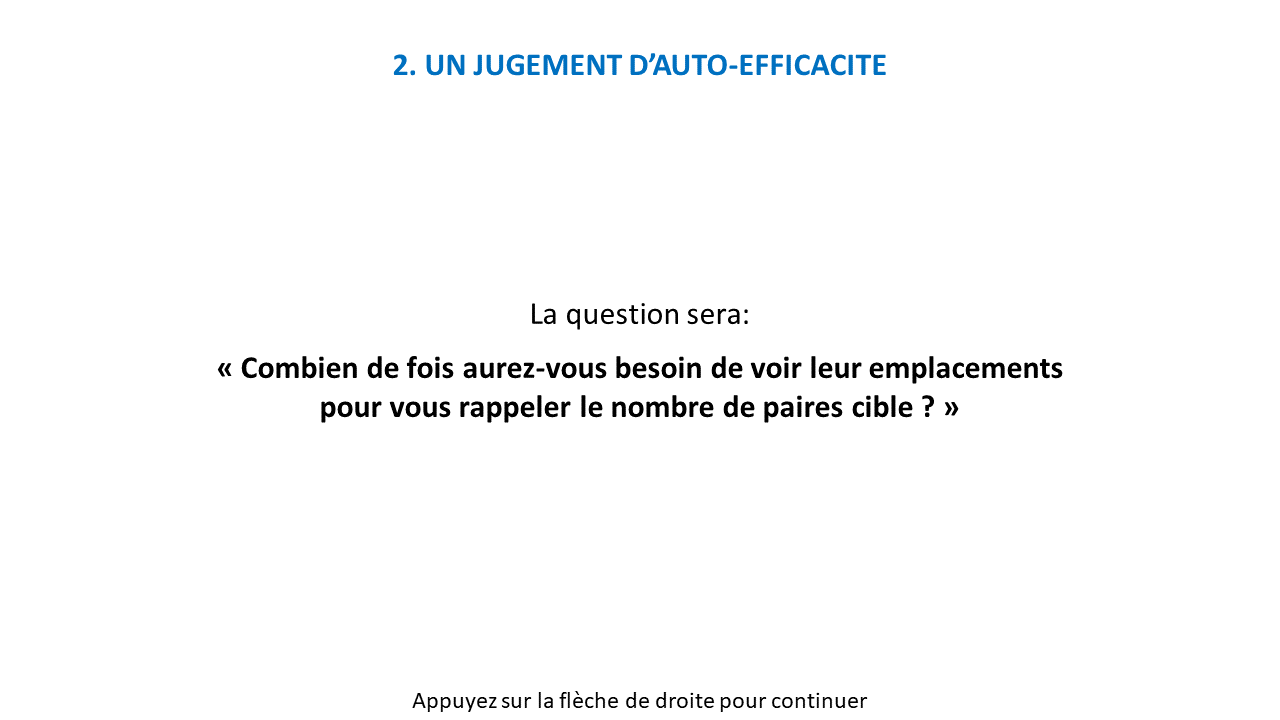 2. UN JUGEMENT D’AUTO-EFFICACITE
La question sera:
« Combien de fois aurez-vous besoin de voir leur emplacements
pour vous rappeler le nombre de paires cible ? »
Appuyez sur la flèche de droite pour continuer